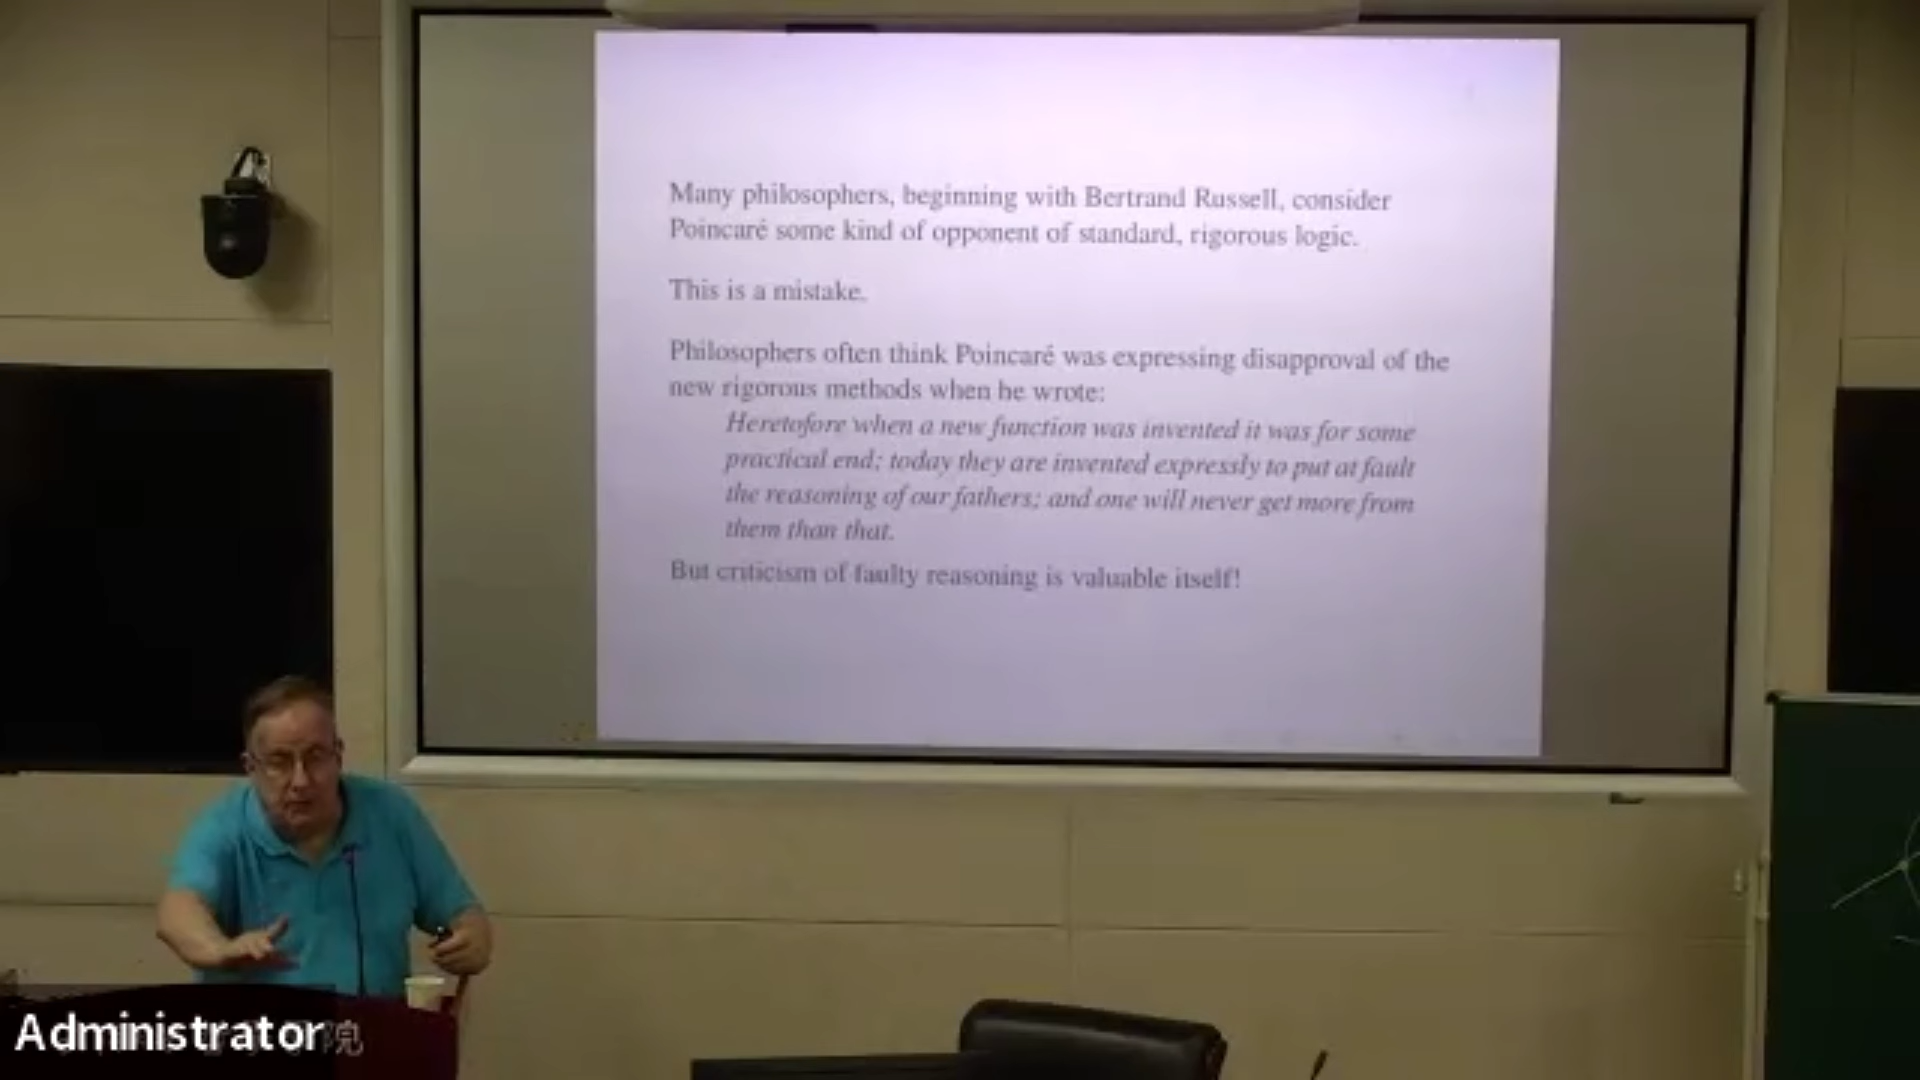 Many philosophers, beginning with Bertrand Russell, consider
Poincaré some kind of opponent of standard, rigorous logic.
This is a mistake.
Philosophers often think Poincaré was expressing disapproval of the
new rigorous methods when he wrote:
Heretofore when a new function was invented it was for some
practical end; today they are invented expressly to put at fault
the reasoning of our fathers; and one will never get more from
them than that.
But criticism of faulty reasoning is valuable itself!
Administrator
院